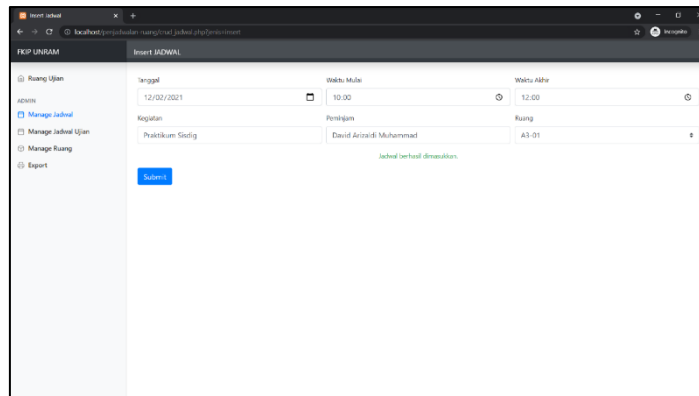 Insert Jadwal
localhost/penjadwalan-ruang/crud_jadwal.php?jenis=insert
Incognito
FKIP UNRAM
Insert JADWAL
Ruang Ujian
ADMIN
Manage Jadwal
Manage Jadwal Ujian
Manage Ruang
Export
Tanggal Waktu Mulai Waktu Akhir
12/02/2021 10:00 12:00
Kegiatan Peminjam Ruang
Praktikum Sisdig David Arizaldi Muhammad A3-01
Jadwal berhasil dimasukkan.
Submit